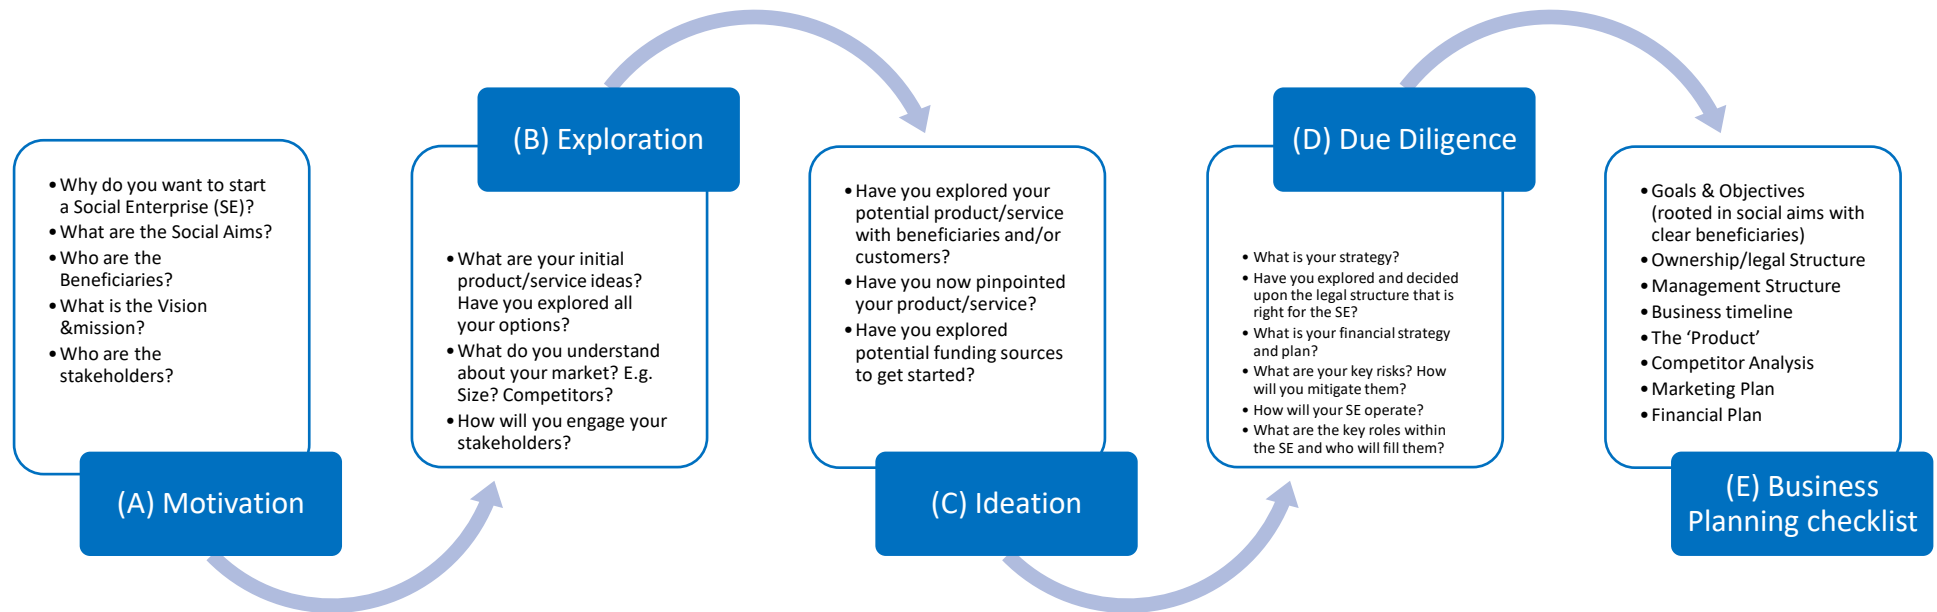 • Why do you want to start
a Social Enterprise (SE)?
• What are the Social Aims?
• Who are the
Beneficiaries?
• What is the Vision
&mission?
• Who are the
stakeholders?
(A) Motivation
(B) Exploration
• What are your initial
product/service ideas?
Have you explored all
your options?
• What do you understand
about your market? E.g.
Size? Competitors?
• How will you engage your
stakeholders?
• Have you explored your
potential product/service
with beneficiaries and/or
customers?
• Have you now pinpointed
your product/service?
• Have you explored
potential funding sources
to get started?
(C) Ideation
(D) Due Diligence
• What is your strategy?
• Have you explored and decided
upon the legal structure that is
right for the SE?
• What is your financial strategy
and plan?
• What are your key risks? How
will you mitigate them?
• How will your SE operate?
• What are the key roles within
the SE and who will fill them?
• Goals & Objectives
(rooted in social aims with
clear beneficiaries)
• Ownership/legal Structure
• Management Structure
• Business timeline
• The ‘Product’
• Competitor Analysis
• Marketing Plan
• Financial Plan
(E) Business
Planning checklist